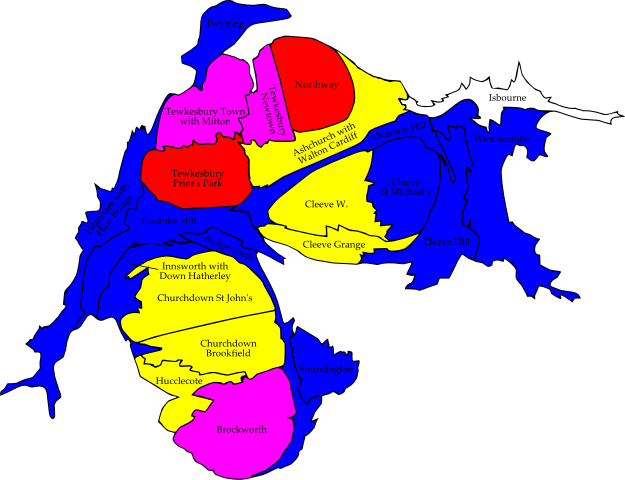 Twyning
Northway
Isbourne
Tewkesbury Town
with Mitton
Tewkesbury
Newtown
Ashchurch with
Walton Cardiff
Oxenton Hill
Winchcombe
Tewkesbury
Prior's Park
Cleeve
St Michael's
Highnam with
Haw Bridge
Cleeve W.
Coombe Hill
Badgeworth
Cleeve Grange
Cleeve Hill
Innsworth with
Down Hatherley
Churchdown St John's
Churchdown
Brookfield
Shurdington
Hucclecote
Brockworth